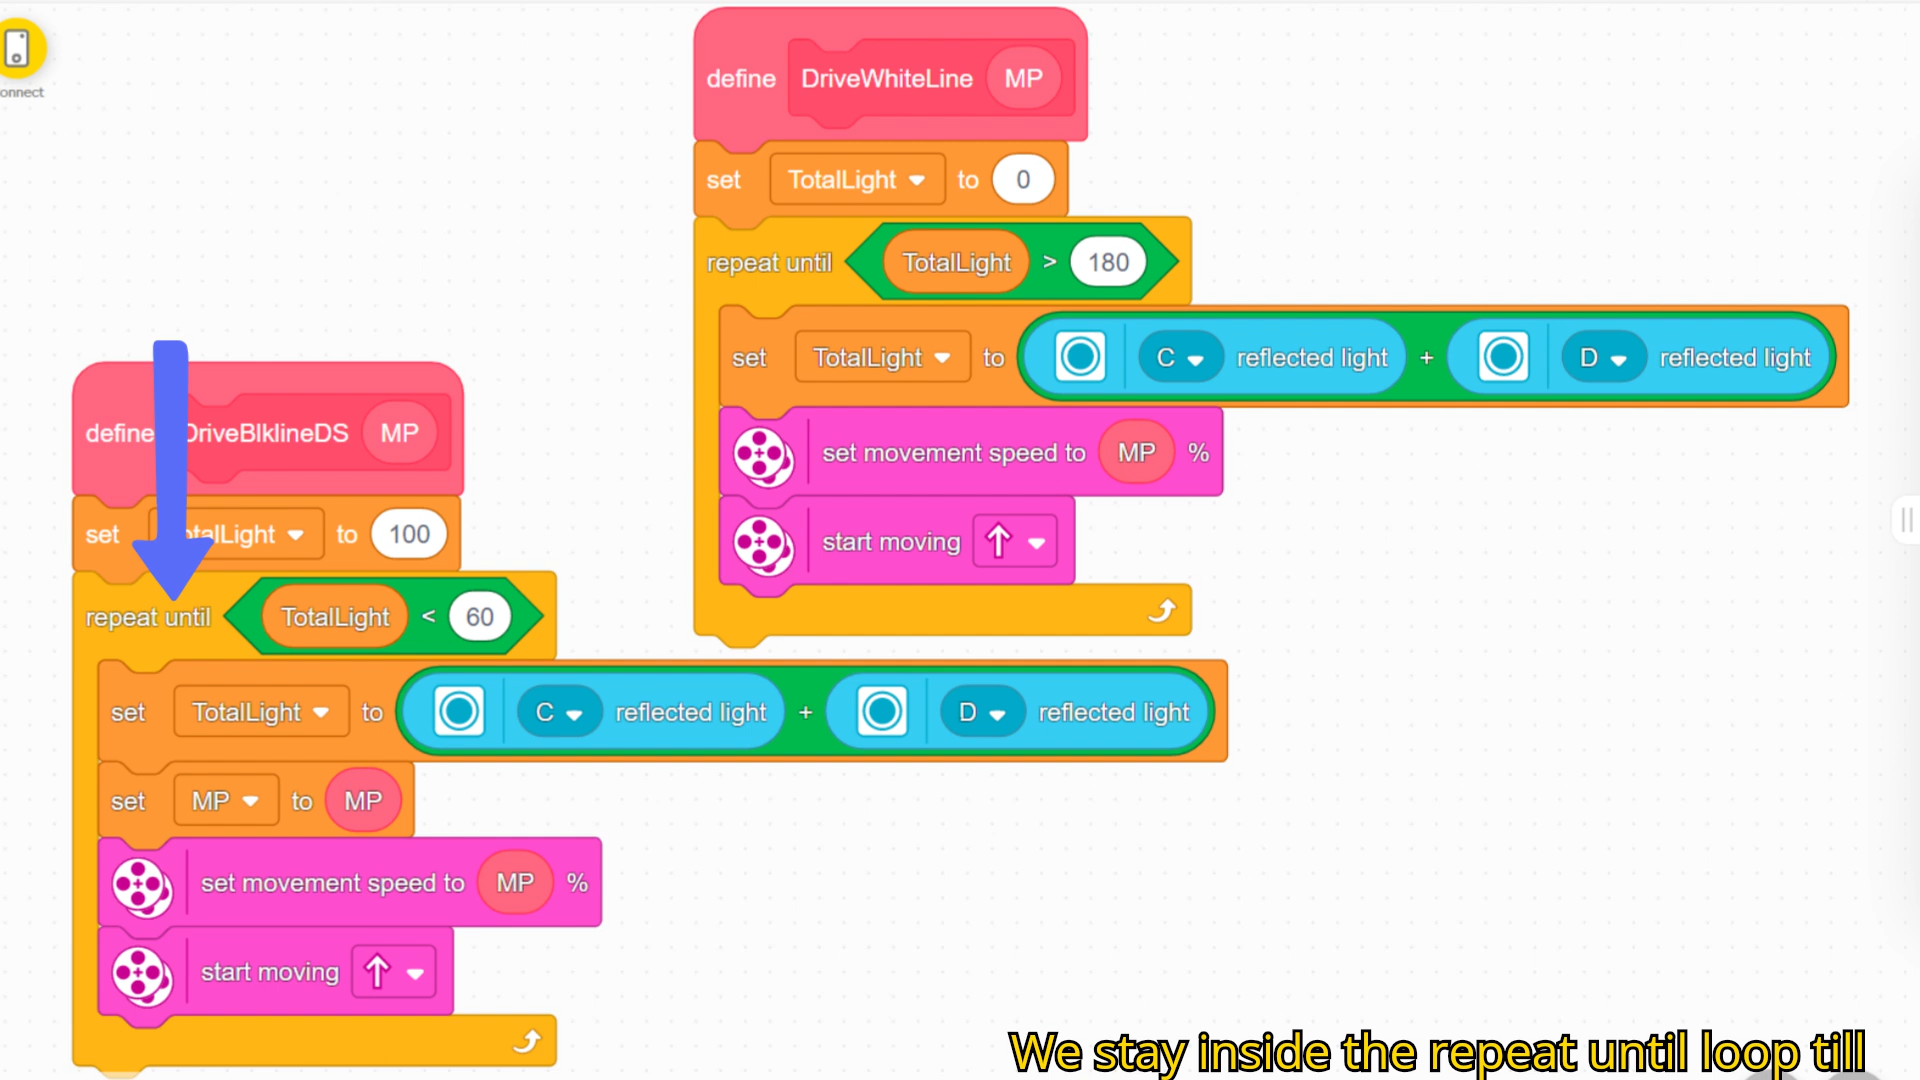 onnect
define DriveWhiteLine MP
set TotalLight to 0
repeat until TotalLight > 180
set TotalLight to C reflected light + D reflected light
set movement speed to MP %
start moving
define DriveBlklineDS MP
set TotalLight to 100
repeat until TotalLight < 60
set TotalLight to C reflected light + D reflected light
set MP to MP
set movement speed to MP %
start moving
We stay inside the repeat until loop till